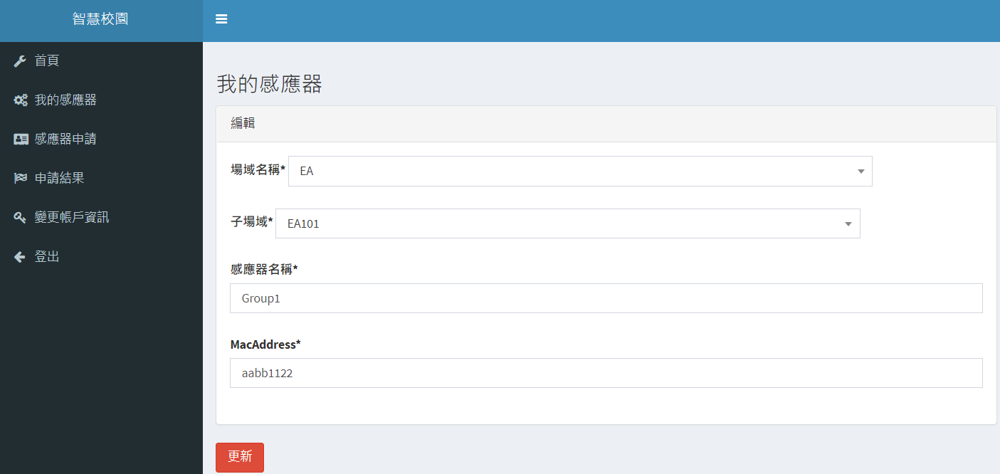 智慧校園
首頁
我的感應器
感應器申請
申請結果
變更帳戶資訊
登出
我的感應器
編輯
場域名稱* EA
子場域* EA101
感應器名稱*
Group1
MacAddress*
aabb1122
更新